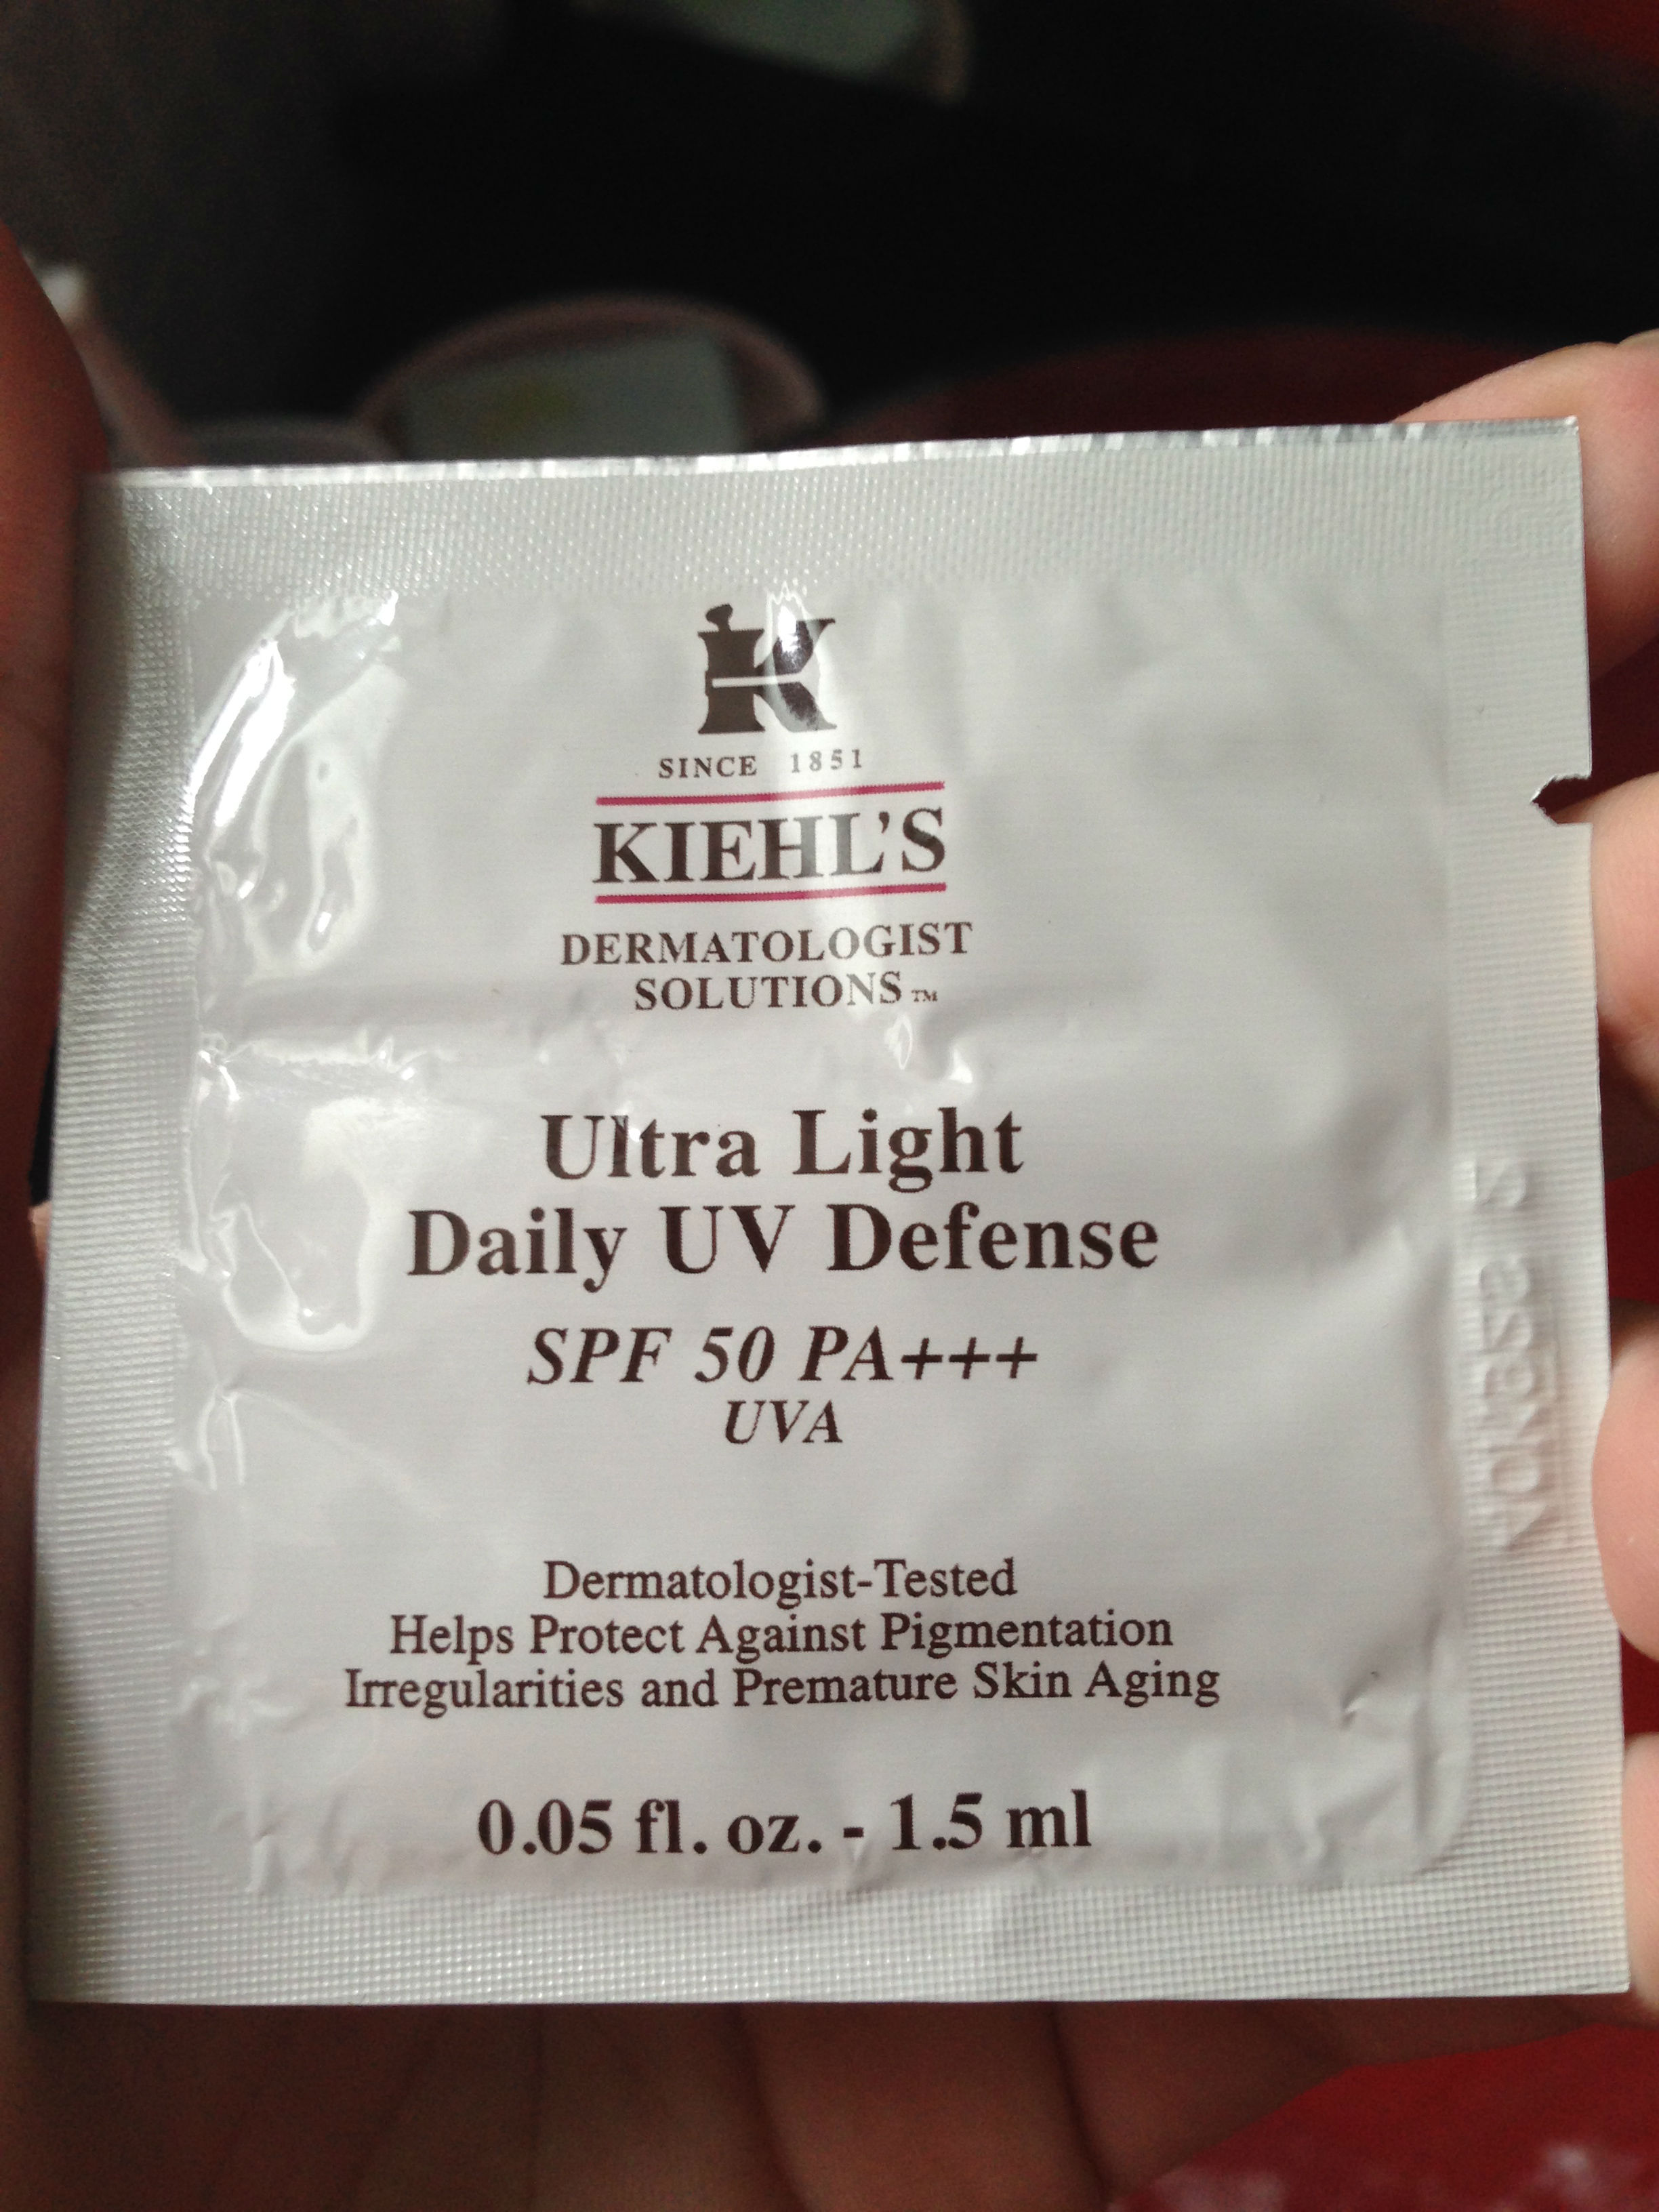 K
SINCE 1851
KIEHL'S
DERMATOLOGIST
SOLUTIONS™
Ultra Light
Daily UV Defense
SPF 50 PA+++
UVA
Dermatologist-Tested
Helps Protect Against Pigmentation
Irregularities and Premature Skin Aging
0.05 fl. oz. - 1.5 ml